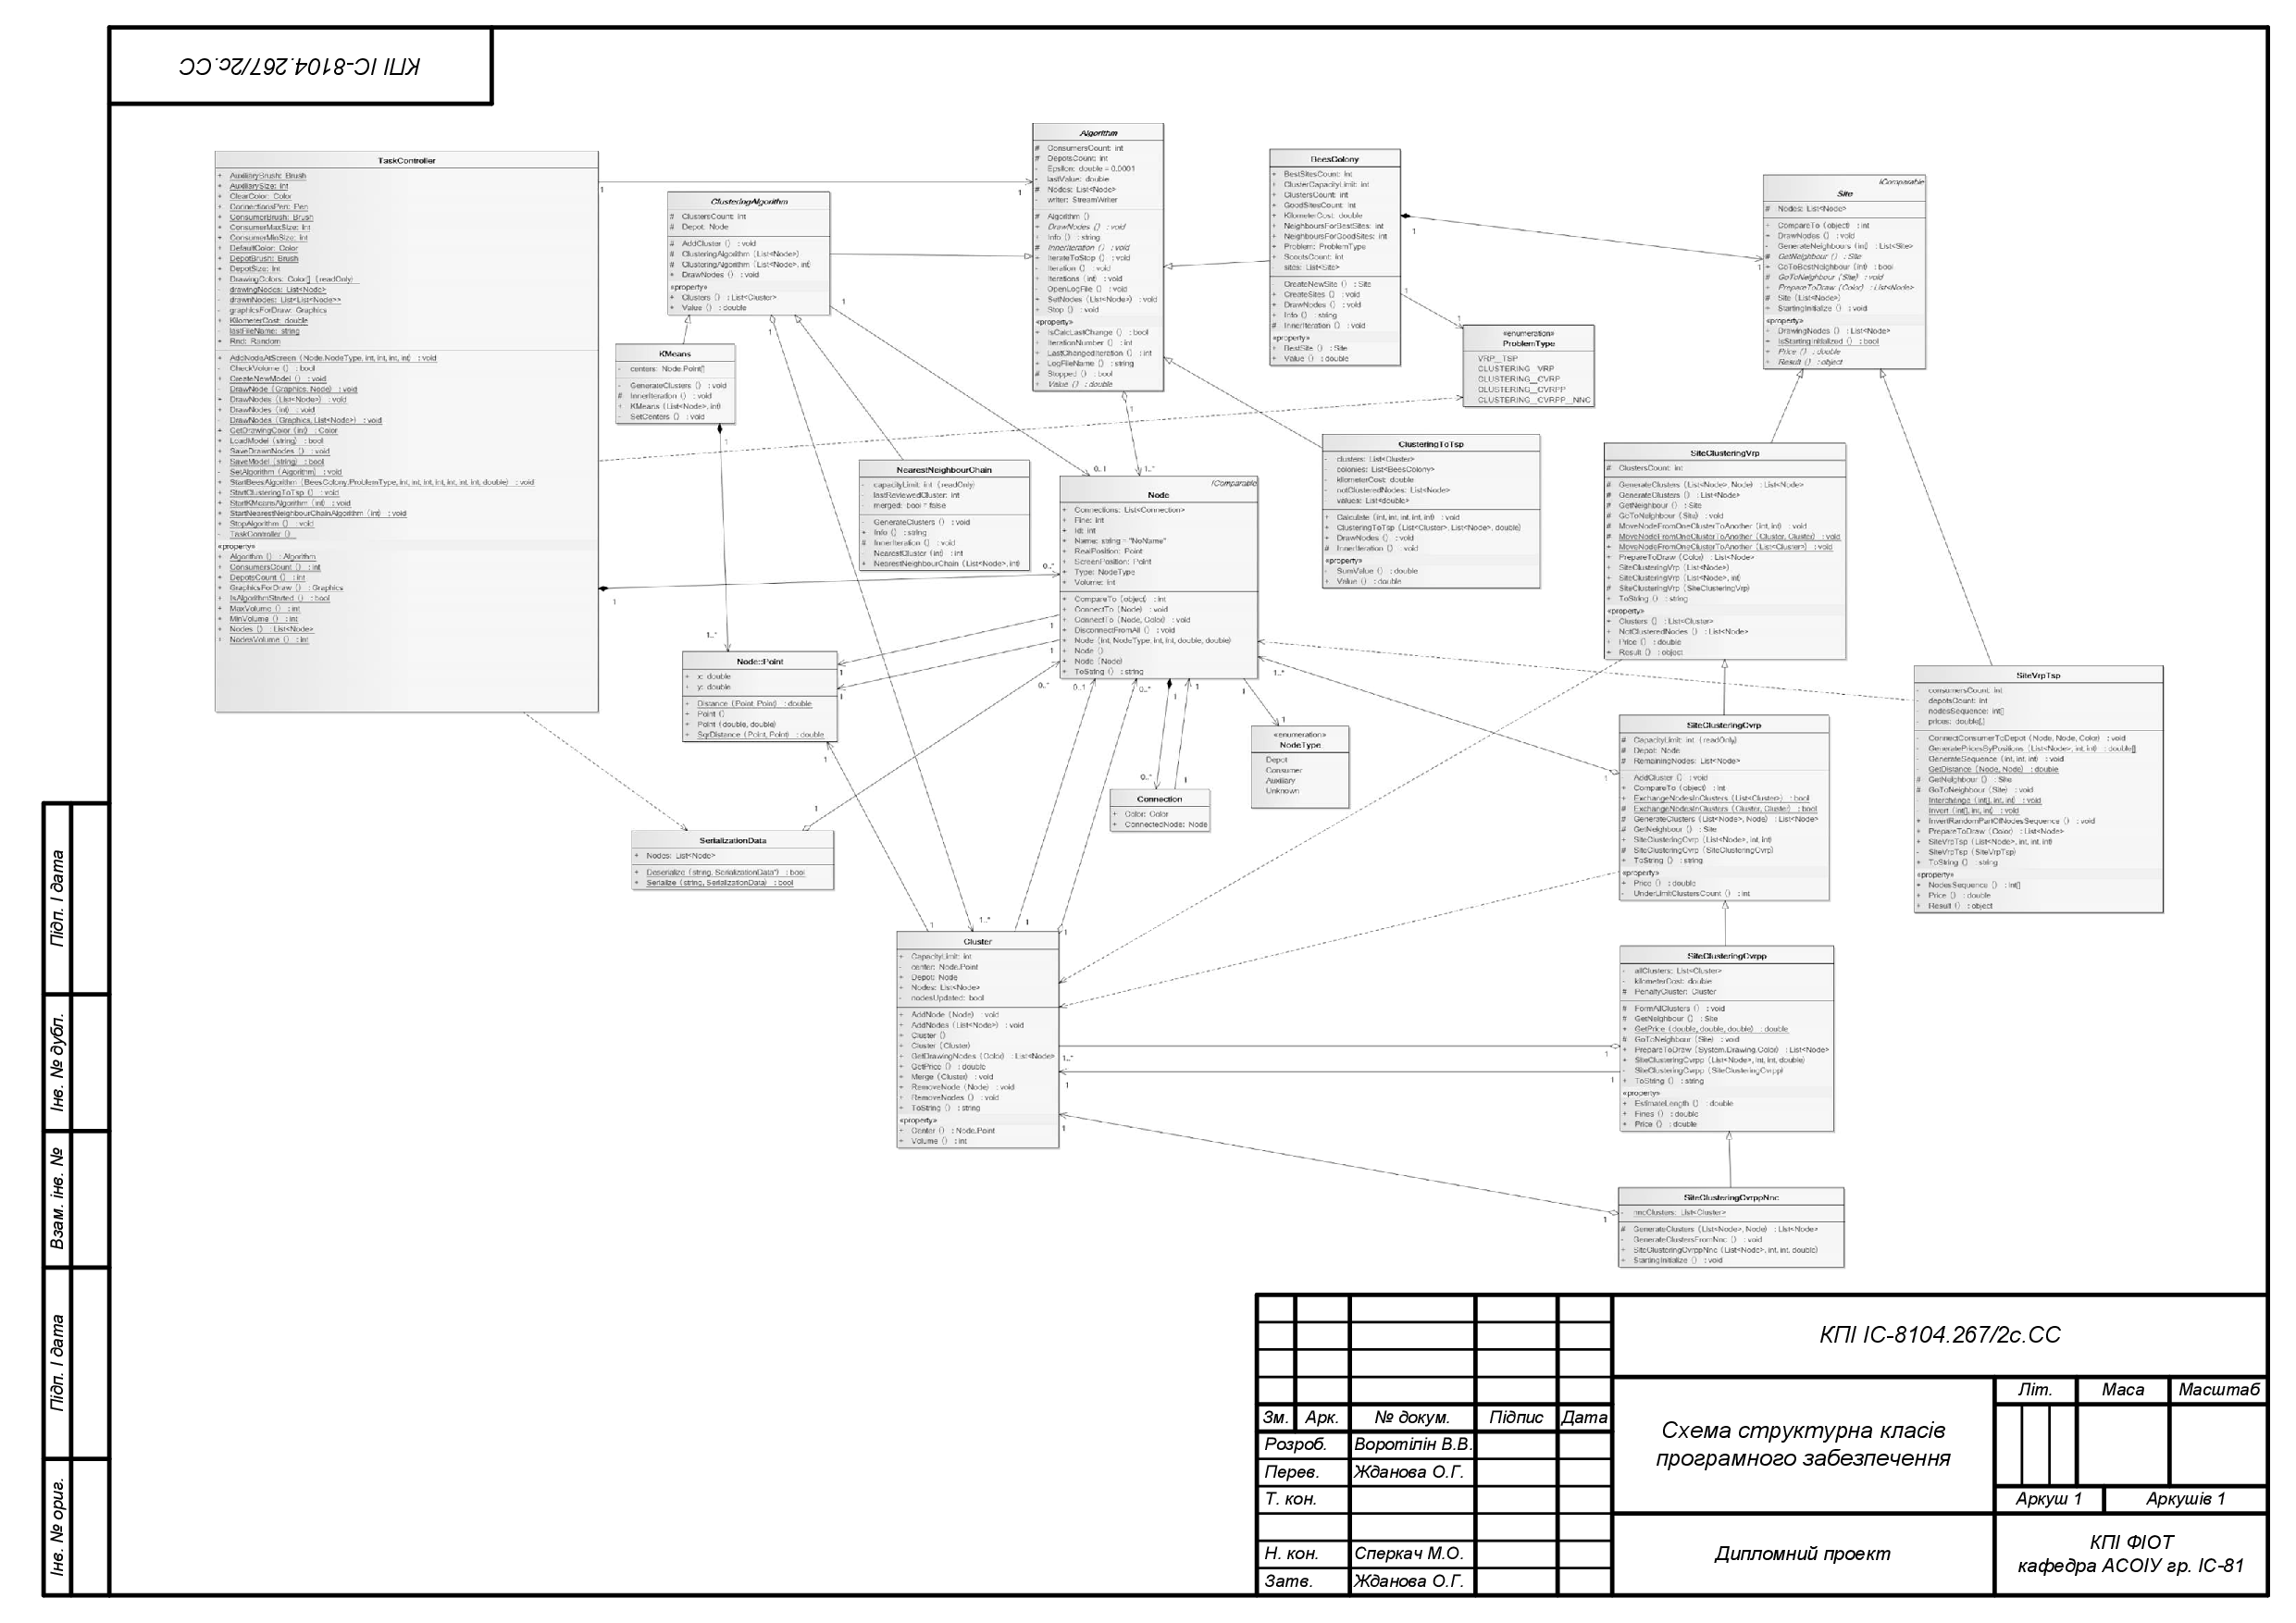 КПІ ІС-8104.267/2с.СС
TaskController
+ AuxiliaryBrush: Brush
+ AuxiliarySize: int
+ ClearColor: Color
+ ConnectionsPen: Pen
+ ConsumerBrush: Brush
+ ConsumerMaxSize: int
+ ConsumerMinSize: int
+ DefaultColor: Color
+ DepotBrush: Brush
+ DepotSize: int
+ DrawingColors: Color[] {readOnly}
- drawingNodes: List<Node>
- drawnNodes: List<List<Node>>
- graphicsForDraw: Graphics
+ KilometerCost: double
- lastFileName: string
+ Rnd: Random
+ AddNodeAtScreen (Node.NodeType, int, int, int, int) : void
- CheckVolume () : bool
+ CreateNewModel () : void
- DrawNode (Graphics, Node) : void
+ DrawNodes (List<Node>) : void
+ DrawNodes (int) : void
- DrawNodes (Graphics, List<Node>) : void
+ GetDrawingColor (int) : Color
+ LoadModel (string) : bool
+ SaveDrawnNodes () : void
+ SaveModel (string) : bool
- SetAlgorithm (Algorithm) : void
+ StartBeesAlgorithm (BeesColony.ProblemType, int, int, int, int, int, int, int, double) : void
+ StartClusteringToTsp () : void
+ StartKMeansAlgorithm (int) : void
+ StartNearestNeighbourChainAlgorithm (int) : void
+ StopAlgorithm () : void
- TaskController ()
«property»
+ Algorithm () : Algorithm
+ ConsumersCount () : int
+ DepotsCount () : int
+ GraphicsForDraw () : Graphics
+ IsAlgorithmStarted () : bool
+ MaxVolume () : int
+ MinVolume () : int
+ Nodes () : List<Node>
+ NodesVolume () : int
ClusteringAlgorithm
# ClustersCount: int
# Depot: Node
# AddCluster () : void
# ClusteringAlgorithm (List<Node>)
# ClusteringAlgorithm (List<Node>, int)
+ DrawNodes () : void
«property»
+ Clusters () : List<Cluster>
+ Value () : double
KMeans
- centers: Node.Point[]
- GenerateClusters () : void
# InnerIteration () : void
+ KMeans (List<Node>, int)
- SetCenters () : void
Algorithm
# ConsumersCount: int
# DepotsCount: int
- Epsilon: double = 0.0001
- lastValue: double
# Nodes: List<Node>
- writer: StreamWriter
# Algorithm ()
+ DrawNodes () : void
+ Info () : string
# InnerIteration () : void
+ IterateToStop () : void
- Iteration () : void
+ Iterations (int) : void
- OpenLogFile () : void
+ SetNodes (List<Node>) : void
+ Stop () : void
«property»
+ IsCalcLastChange () : bool
+ IterationNumber () : int
+ LastChangedIteration () : int
+ LogFileName () : string
# Stopped () : bool
+ Value () : double
BeesColony
+ BestSitesCount: int
+ ClusterCapacityLimit: int
+ ClustersCount: int
+ GoodSitesCount: int
+ KilometerCost: double
+ NeighboursForBestSites: int
+ NeighboursForGoodSites: int
+ Problem: ProblemType
+ ScoutsCount: int
- sites: List<Site>
- CreateNewSite () : Site
+ CreateSites () : void
+ DrawNodes () : void
+ Info () : string
# InnerIteration () : void
«property»
+ BestSite () : Site
+ Value () : double
«enumeration»
ProblemType
VRP_TSP
CLUSTERING_VRP
CLUSTERING_CVRP
CLUSTERING_CVRPP
CLUSTERING_CVRPP_NNC
IComparable
Site
# Nodes: List<Node>
+ CompareTo (object) : int
+ DrawNodes () : void
- GenerateNeighbours (int) : List<Site>
# GetNeighbour () : Site
+ GoToBestNeighbour (int) : bool
# GoToNeighbour (Site) : void
+ PrepareToDraw (Color) : List<Node>
# Site (List<Node>)
+ StartingInitialize () : void
«property»
+ DrawingNodes () : List<Node>
+ IsStartingInitialized () : bool
+ Price () : double
+ Result () : object
NearestNeighbourChain
- capacityLimit: int {readOnly}
- lastReviewedCluster: int
- merged: bool = false
- GenerateClusters () : void
+ Info () : string
# InnerIteration () : void
- NearestCluster (int) : int
+ NearestNeighbourChain (List<Node>, int)
IComparable
Node
+ Connections: List<Connection>
+ Fine: int
+ Id: int
+ Name: string = "NoName"
+ RealPosition: Point
+ ScreenPosition: Point
+ Type: NodeType
+ Volume: int
+ CompareTo (object) : int
+ ConnectTo (Node) : void
+ ConnectTo (Node, Color) : void
+ DisconnectFromAll () : void
+ Node (int, NodeType, int, int, double, double)
+ Node ()
+ Node (Node)
+ ToString () : string
ClusteringToTsp
- clusters: List<Cluster>
- colonies: List<BeesColony>
- kilometerCost: double
- notClusteredNodes: List<Node>
- values: List<double>
+ Calculate (int, int, int, int, int) : void
+ ClusteringToTsp (List<Cluster>, List<Node>, double)
+ DrawNodes () : void
# InnerIteration () : void
«property»
- SumValue () : double
+ Value () : double
SiteClusteringVrp
# ClustersCount: int
# GenerateClusters (List<Node>, Node) : List<Node>
# GenerateClusters () : List<Node>
# GetNeighbour () : Site
# GoToNeighbour (Site) : void
# MoveNodeFromOneClusterToAnother (int, int) : void
# MoveNodeFromOneClusterToAnother (Cluster, Cluster) : void
+ MoveNodeFromOneClusterToAnother (List<Cluster>) : void
+ PrepareToDraw (Color) : List<Node>
+ SiteClusteringVrp (List<Node>)
+ SiteClusteringVrp (List<Node>, int)
# SiteClusteringVrp (SiteClusteringVrp)
+ ToString () : string
«property»
+ Clusters () : List<Cluster>
+ NotClusteredNodes () : List<Node>
+ Price () : double
+ Result () : object
Node::Point
+ x: double
+ y: double
+ Distance (Point, Point) : double
+ Point ()
+ Point (double, double)
+ SqrDistance (Point, Point) : double
«enumeration»
NodeType
Depot
Consumer
Auxiliary
Unknown
Connection
+ Color: Color
+ ConnectedNode: Node
SerializationData
+ Nodes: List<Node>
+ Deserialize (string, SerializationData*) : bool
+ Serialize (string, SerializationData) : bool
SiteVrpTsp
- consumersCount: int
- depotsCount: int
- nodesSequence: int[]
- prices: double[,]
- ConnectConsumerToDepot (Node, Node, Color) : void
- GeneratePricesByPositions (List<Node>, int, int) : double[,]
- GenerateSequence (int, int, int) : void
- GetDistance (Node, Node) : double
# GetNeighbour () : Site
# GoToNeighbour (Site) : void
- Interchange (int[], int, int) : void
- Invert (int[], int, int) : void
+ InvertRandomPartOfNodesSequence () : void
+ PrepareToDraw (Color) : List<Node>
+ SiteVrpTsp (List<Node>, int, int, int)
- SiteVrpTsp (SiteVrpTsp)
+ ToString () : string
«property»
+ NodesSequence () : int[]
+ Price () : double
+ Result () : object
SiteClusteringCvrp
# CapacityLimit: int {readOnly}
# Depot: Node
# RemainingNodes: List<Node>
- AddCluster () : void
+ CompareTo (object) : int
+ ExchangeNodesInClusters (List<Cluster>) : bool
# ExchangeNodesInClusters (Cluster, Cluster) : bool
# GenerateClusters (List<Node>, Node) : List<Node>
# GetNeighbour () : Site
+ SiteClusteringCvrp (List<Node>, int, int)
# SiteClusteringCvrp (SiteClusteringCvrp)
+ ToString () : string
«property»
+ Price () : double
- UnderLimitClustersCount () : int
Cluster
+ CapacityLimit: int
- center: Node.Point
+ Depot: Node
+ Nodes: List<Node>
- nodesUpdated: bool
+ AddNode (Node) : void
+ AddNodes (List<Node>) : void
+ Cluster ()
+ Cluster (Cluster)
+ GetDrawingNodes (Color) : List<Node>
+ GetPrice () : double
+ Merge (Cluster) : void
+ RemoveNode (Node) : void
+ RemoveNodes () : void
+ ToString () : string
«property»
+ Center () : Node.Point
+ Volume () : int
SiteClusteringCvrpp
- allClusters: List<Cluster>
- kilometerCost: double
# PenaltyCluster: Cluster
# FormAllClusters () : void
# GetNeighbour () : Site
+ GetPrice (double, double, double) : double
# GoToNeighbour (Site) : void
+ PrepareToDraw (System.Drawing.Color) : List<Node>
+ SiteClusteringCvrpp (List<Node>, int, int, double)
- SiteClusteringCvrpp (SiteClusteringCvrpp)
+ ToString () : string
«property»
+ EstimateLength () : double
+ Fines () : double
+ Price () : double
SiteClusteringCvrppNnc
- nncClusters: List<Cluster>
# GenerateClusters (List<Node>, Node) : List<Node>
- GenerateClustersFromNnc () : void
+ SiteClusteringCvrppNnc (List<Node>, int, int, double)
+ StartingInitialize () : void
Підп. І дата
Інв. № дубл.
Взам. інв. №
Підп. І дата
Інв. № ориг.
КПІ ІС-8104.267/2с.СС
Літ. Маса Масштаб
Зм. Арк. № докум. Підпис Дата
Схема структурна класів
програмного забезпечення
Розроб. Воротілін В.В.
Перев. Жданова О.Г.
Т. кон.
Аркуш 1 Аркушів 1
Н. кон. Сперкач М.О.
Затв. Жданова О.Г.
Дипломний проект
КПІ ФІОТ
кафедра АСОІУ гр. ІС-81